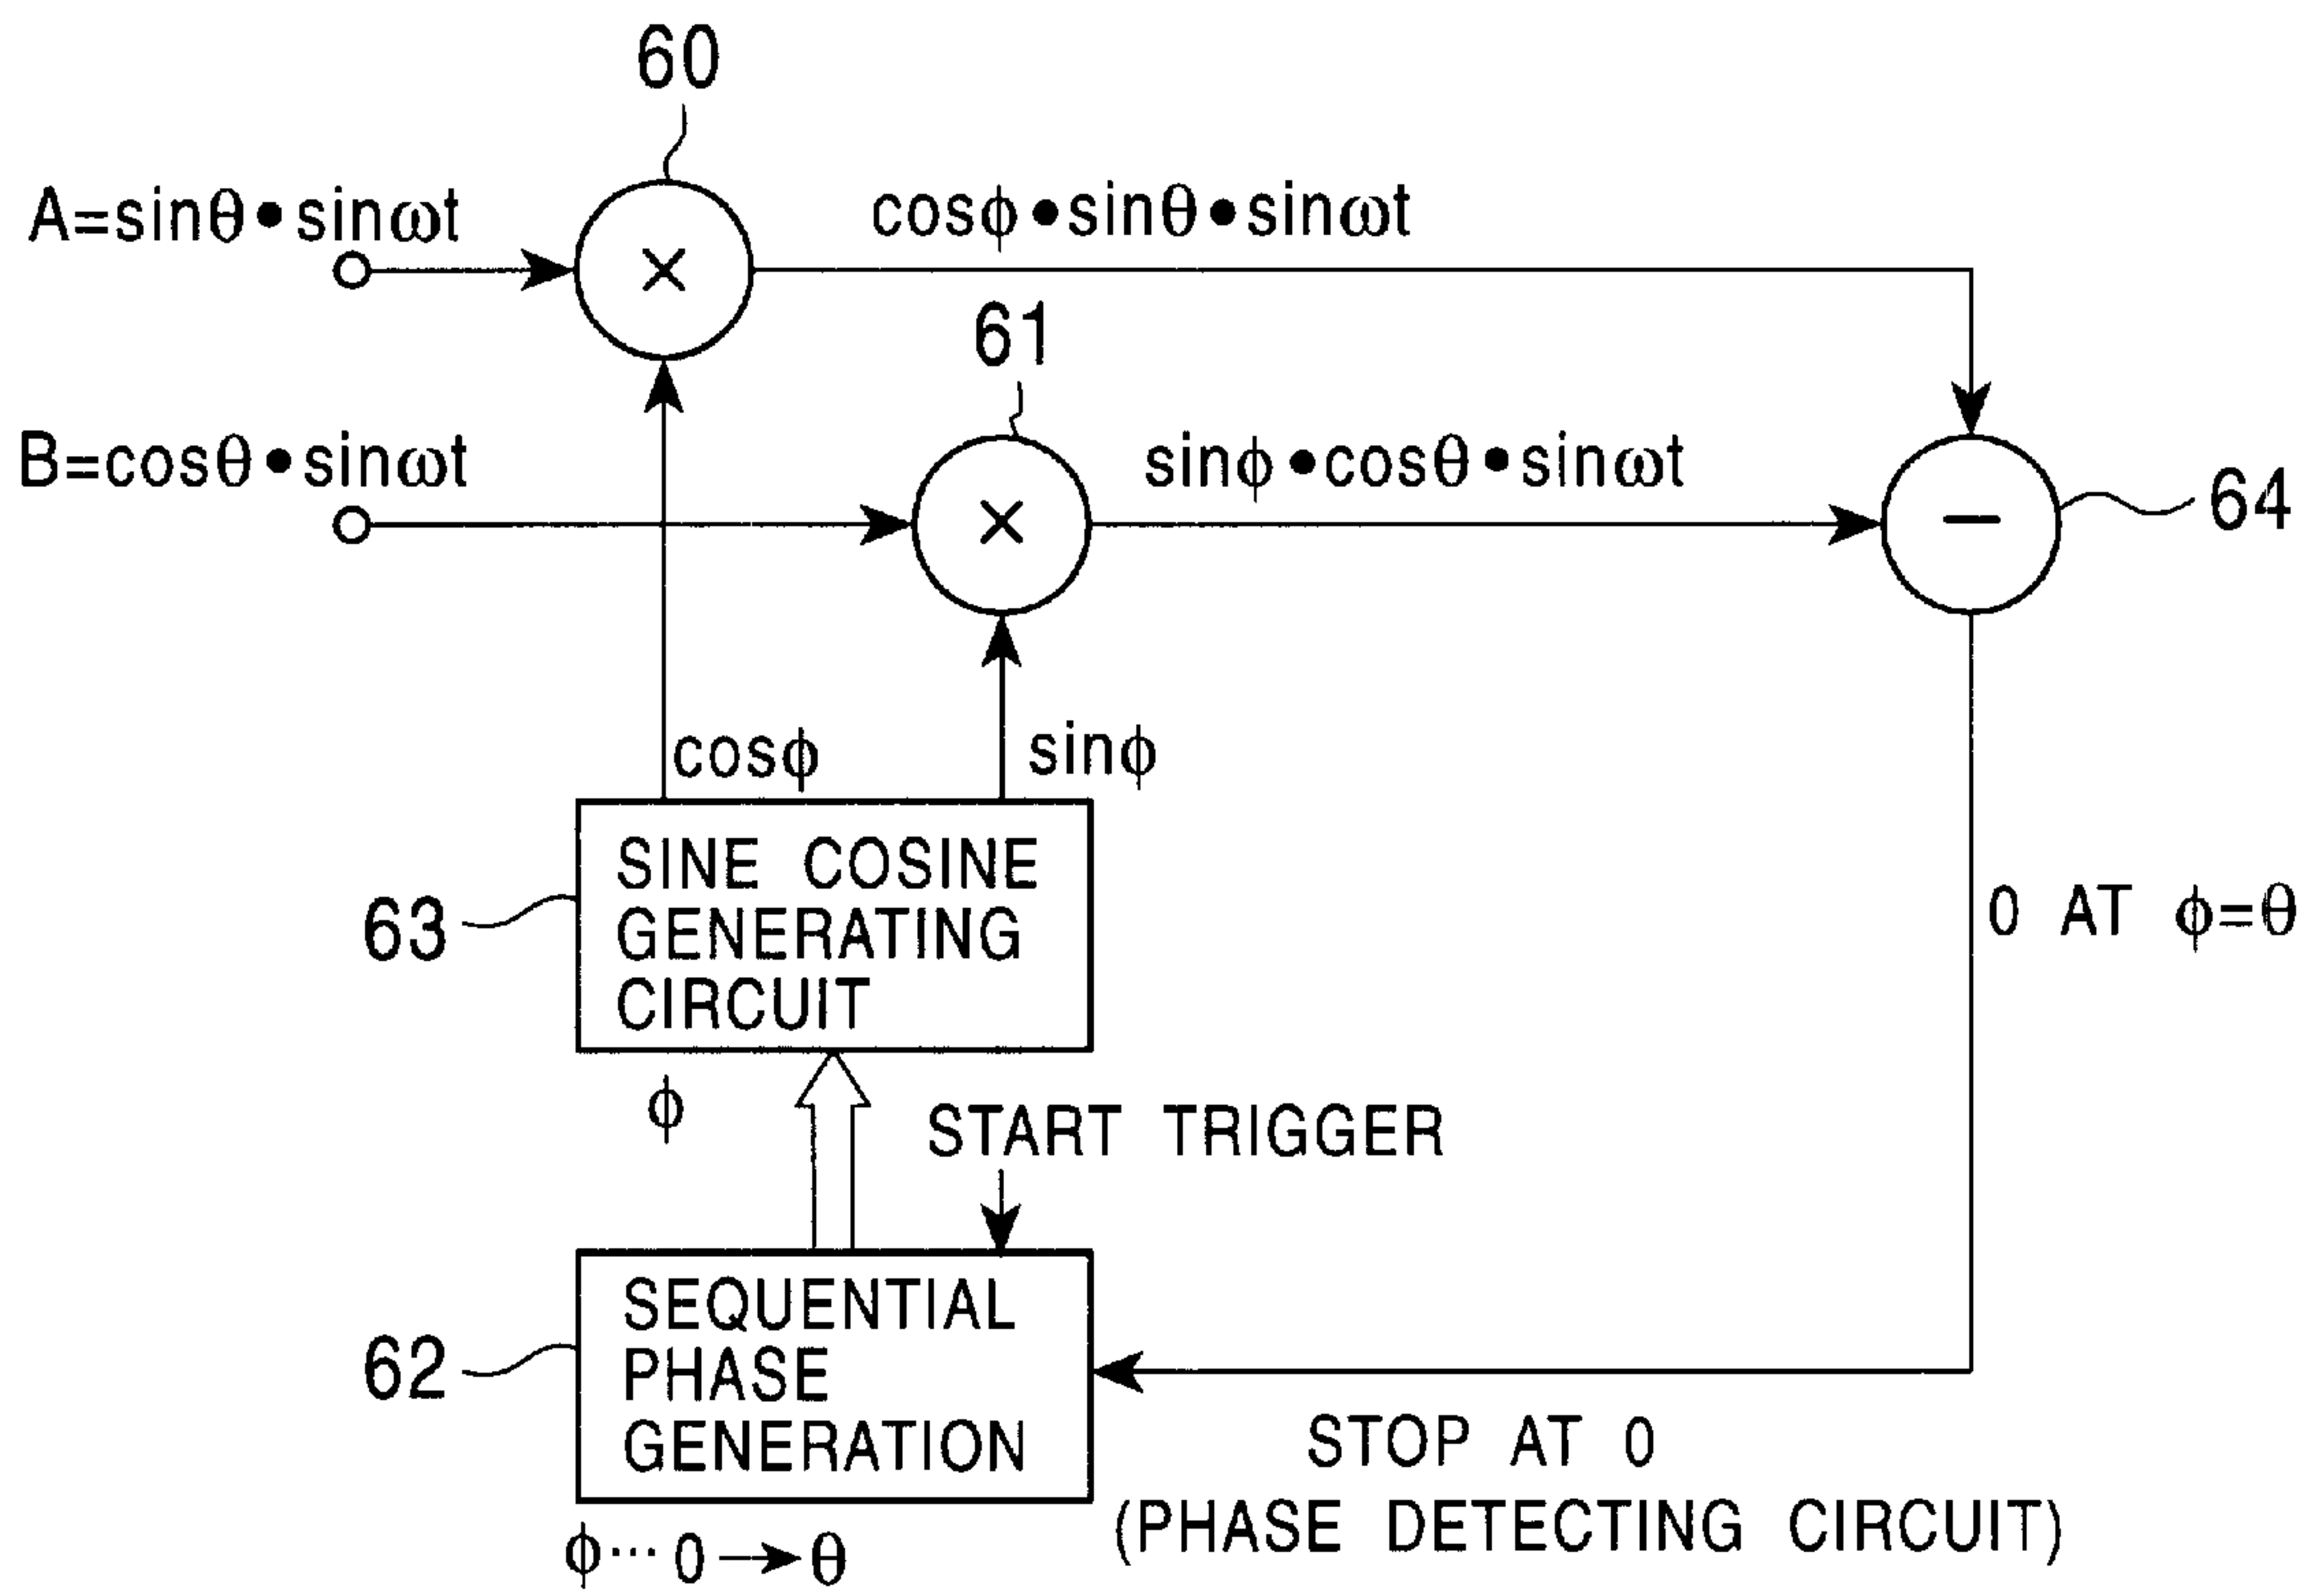 60
A=sinθ•sinωt
cosϕ•sinθ•sinωt
61
B=cosθ•sinωt
sinϕ•cosθ•sinωt
64
×
×
−
cosϕ
sinϕ
63
SINE COSINE
GENERATING
CIRCUIT
0 AT ϕ=θ
ϕ
START TRIGGER
62
SEQUENTIAL
PHASE
GENERATION
STOP AT 0
(PHASE DETECTING CIRCUIT)
ϕ··· 0→θ